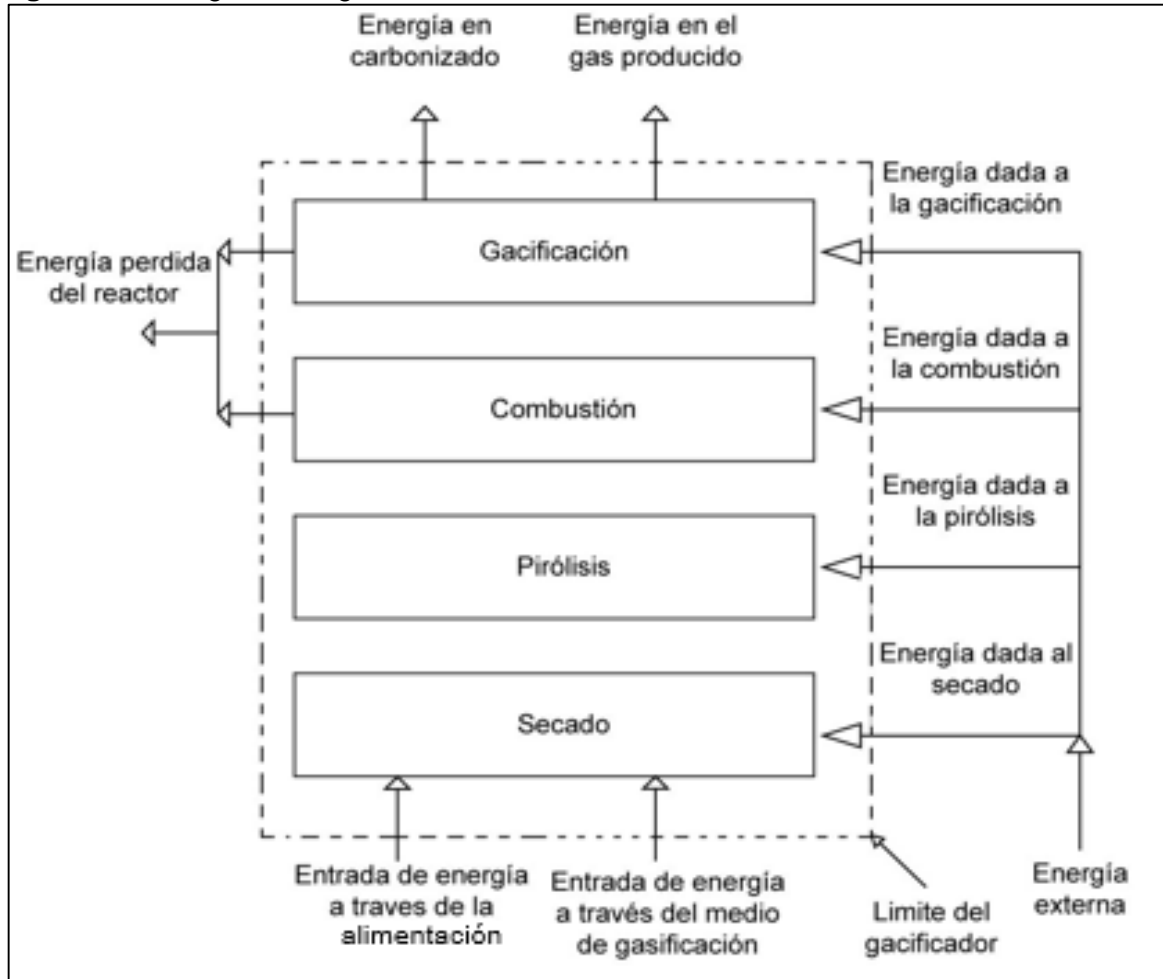 Energía en
carbonizado
Energía en el
gas producido
Energía dada a
la gacificación
Gacificación
Energía perdida
del reactor
Energía dada a
la combustión
Combustión
Energía dada a
la pirólisis
Pirólisis
Energía dada al
secado
Secado
Entrada de energía
a traves de la
alimentación
Entrada de energía
a través del medio
de gasificación
Limite del
gacificador
Energía
externa